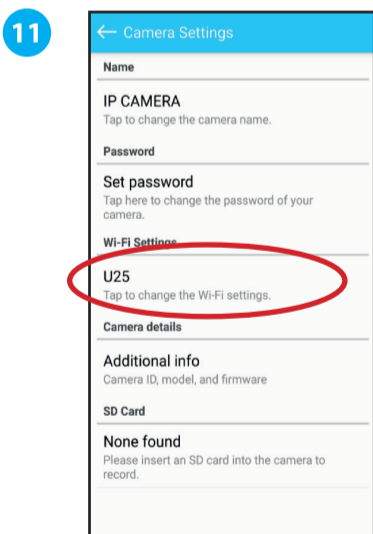 11
← Camera Settings
Name
IP CAMERA
Tap to change the camera name.
Password
Set password
Tap here to change the password of your
camera.
Wi-Fi Settings
U25
Tap to change the Wi-Fi settings.
Camera details
Additional info
Camera ID, model, and firmware
SD Card
None found
Please insert an SD card into the camera to
record.